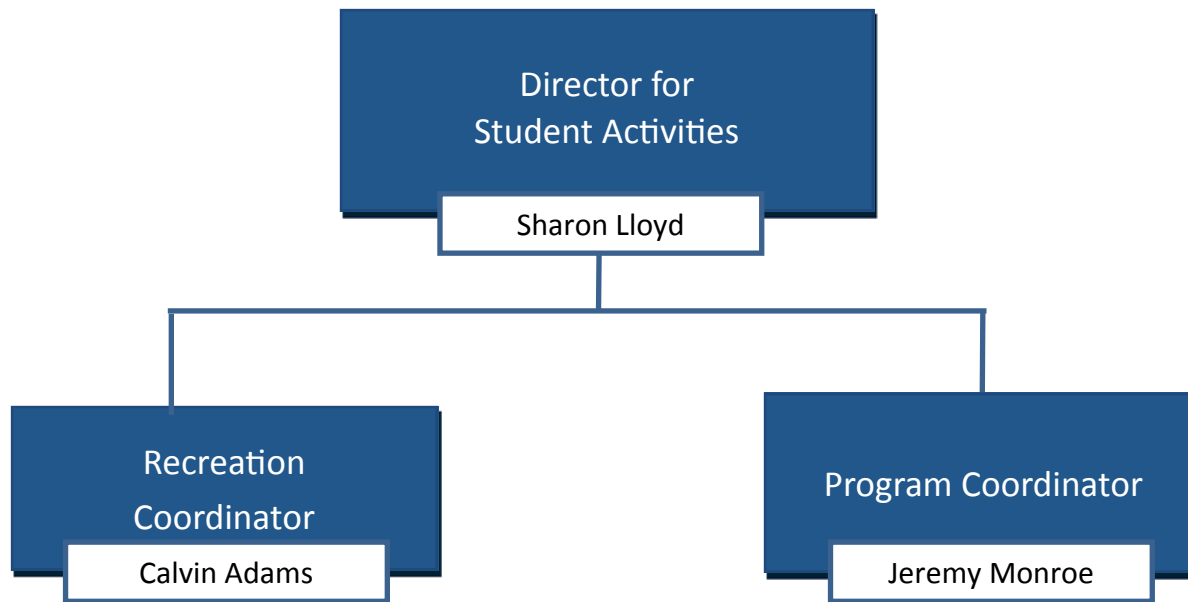 Director for
Student Activities
Sharon Lloyd
Recreation
Coordinator
Calvin Adams
Program Coordinator
Jeremy Monroe